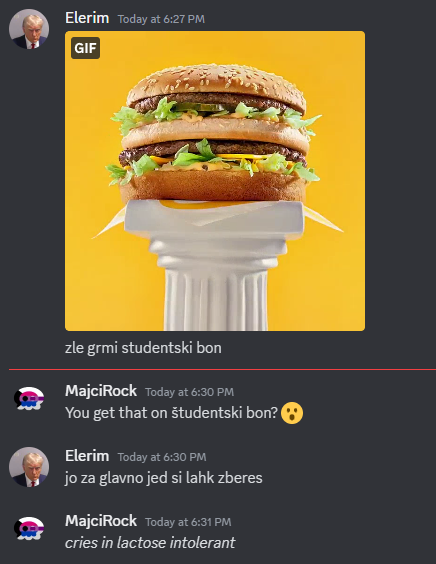 Elerim Today at 6:27 PM
GIF
zle grmi studentski bon
MajciRock Today at 6:30 PM
You get that on študentski bon? 😮
Elerim Today at 6:30 PM
jo za glavno jed si lahk zberes
MajciRock Today at 6:31 PM
cries in lactose intolerant